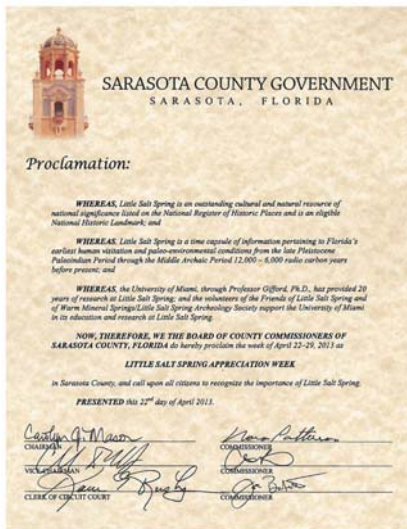 SARASOTA COUNTY GOVERNMENT
SARASOTA, FLORIDA
Proclamation:
WHEREAS, Little Salt Spring is an outstanding cultural and natural resource of
national significance listed on the National Register of Historic Places and is an eligible
National Historic Landmark; and
WHEREAS, Little Salt Spring is a time capsule of information pertaining to Florida's
earliest human visitation and paleo-environmental conditions from the late Pleistocene
Paleoindian Period through the Middle Archaic Period 12,000 – 6,000 radio carbon years
before present; and
WHEREAS, the University of Miami, through Professor Gifford, Ph.D., has provided 20
years of research at Little Salt Spring; and the volunteers of the Friends of Little Salt Spring and
of Warm Mineral Springs/Little Salt Spring Archeology Society support the University of Miami
in its education and research at Little Salt Spring.
NOW, THEREFORE, WE THE BOARD OF COUNTY COMMISSIONERS OF
SARASOTA COUNTY, FLORIDA do hereby proclaim the week of April 22–29, 2013 as
LITTLE SALT SPRING APPRECIATION WEEK
in Sarasota County, and call upon all citizens to recognize the importance of Little Salt Spring.
PRESENTED this 22nd day of April 2013.
Carolyn J. Mason
CHAIRMAN
VICE CHAIRMAN
CLERK OF CIRCUIT COURT
Nora Patterson
COMMISSIONER
COMMISSIONER
COMMISSIONER